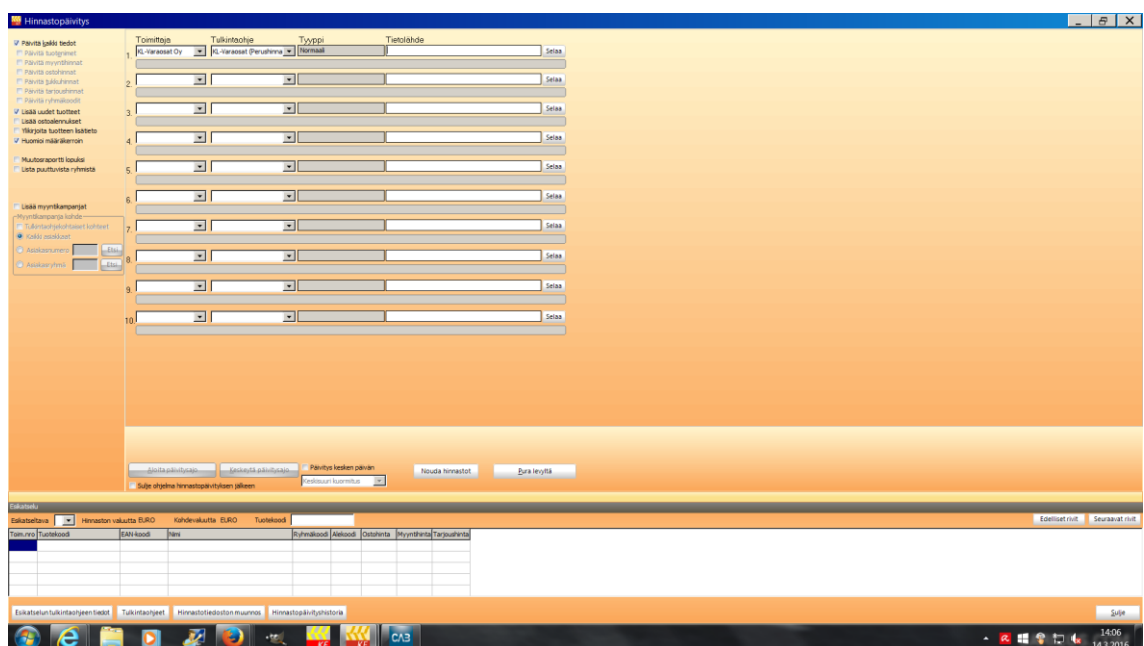 Hinnastopäivitys
Päivitä kaikki tiedot
Päivitä tuotenimet
Päivitä myyntihinnat
Päivitä ostohinnat
Päivitä tukkuhinnat
Päivitä tarjoushinnat
Päivitä ryhmäkoodit
Lisää uudet tuotteet
Lisää ostoalennukset
Ylikirjoita tuotteen lisätieto
Huomioi määräkerroin
Muutosraportti lopuksi
Lista puuttuvista ryhmistä
Lisää myyntikampanjat
Myyntikampanja kohde
Tulkintaohjekohtaiset kohteet
Kaikki asiakkaat
Asiakasnumero Etsi
Asiakasryhmä Etsi
Toimittaja Tulkintaohje Tyyppi Tietolähde
1. KL-Varaosat Oy KL-Varaosat (Perushinna Normaali Selaa
2. Selaa
3. Selaa
4. Selaa
5. Selaa
6. Selaa
7. Selaa
8. Selaa
9. Selaa
10. Selaa
Aloita päivitysajo Keskeytä päivitysajo Päivitys kesken päivän Nouda hinnastot Pura levyltä
Sulje ohjelma hinnastopäivityksen jälkeen Keskisuuri kuormitus
Esikatselu
Esikatseltava Hinnaston valuutta EURO Kohdevaluutta EURO Tuotekoodi Edelliset rivit Seuraavat rivit
Toim.nro Tuotekoodi EAN-koodi Nimi Ryhmäkoodi Alekoodi Ostohinta Myyntihinta Tarjoushinta
Esikatselun tulkintaohjeen tiedot Tulkintaohjeet Hinnastotiedoston muunnos Hinnastopäivityshistoria Sulje
14:06
14.3.2016